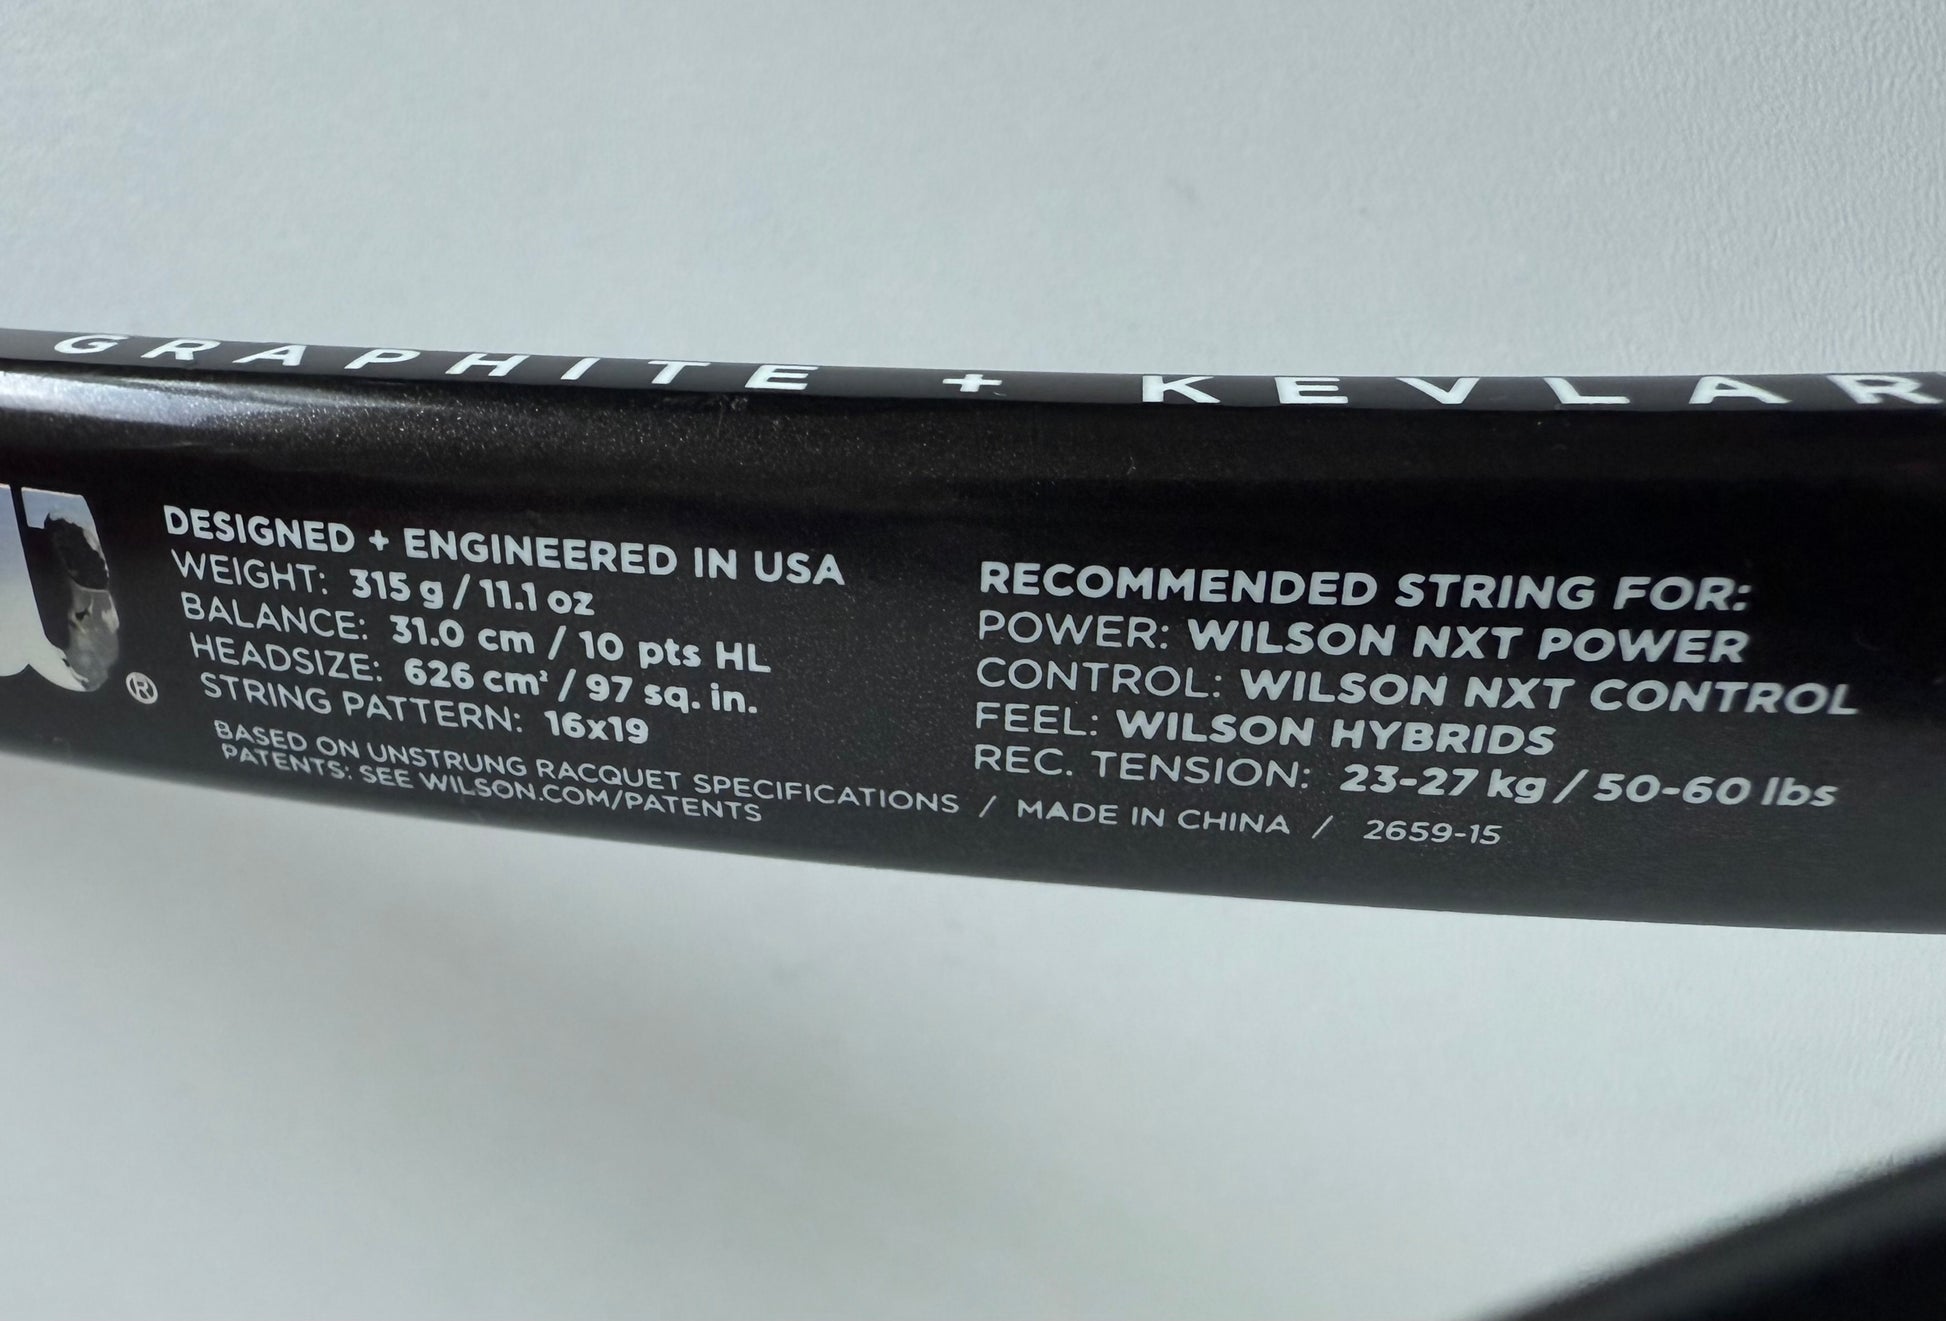 GRAPHITE + KEVLAR
®
DESIGNED + ENGINEERED IN USA
WEIGHT: 315 g / 11.1 oz
BALANCE: 31.0 cm / 10 pts HL
HEADSIZE: 626 cm² / 97 sq. in.
STRING PATTERN: 16x19
BASED ON UNSTRUNG RACQUET SPECIFICATIONS / MADE IN CHINA / 2659-15
PATENTS: SEE WILSON.COM/PATENTS
RECOMMENDED STRING FOR:
POWER: WILSON NXT POWER
CONTROL: WILSON NXT CONTROL
FEEL: WILSON HYBRIDS
REC. TENSION: 23-27 kg / 50-60 lbs